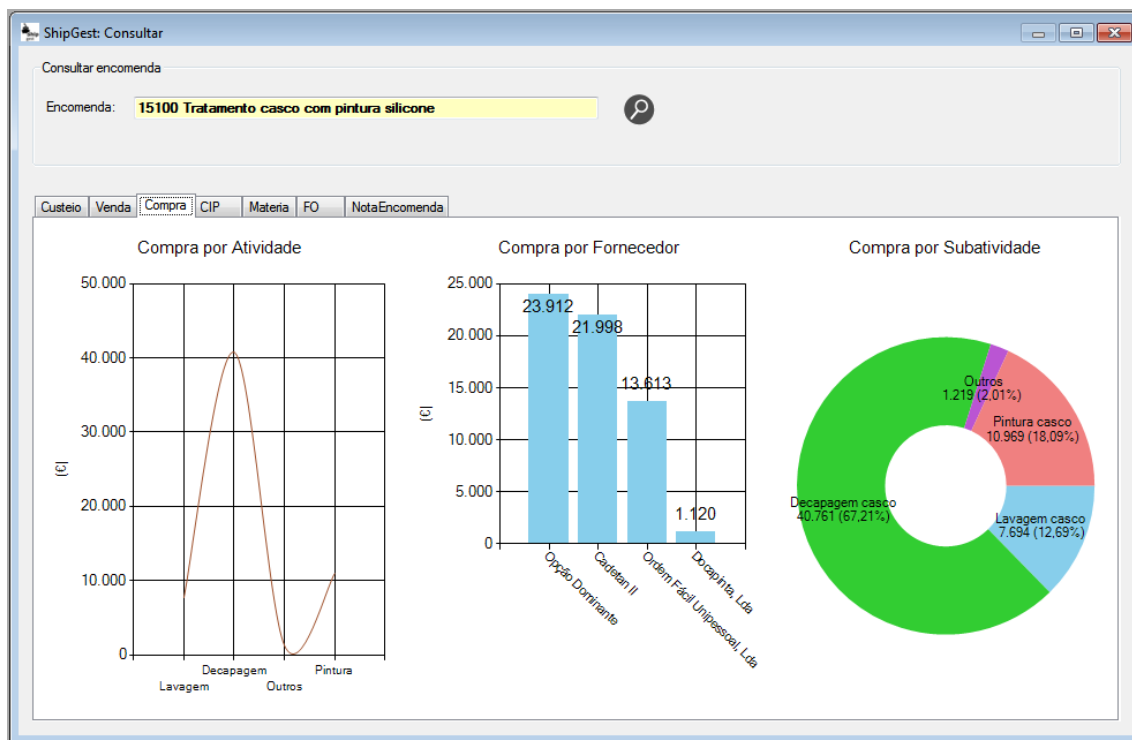 ShipGest: Consultar
Consultar encomenda
Encomenda:
15100 Tratamento casco com pintura silicone
Custeio
Venda
Compra
CIP
Materia
FO
NotaEncomenda
Compra por Atividade
50.000
40.000
30.000
20.000
10.000
0
[€]
Lavagem
Decapagem
Outros
Pintura
Compra por Fornecedor
25.000
20.000
15.000
10.000
5.000
0
[€]
23.912
21.998
13.613
1.120
Opção Dominante
Cadetan II
Ordem Fácil Unipessoal, Lda
Docapinta, Lda
Compra por Subatividade
Outros
1.219 (2,01%)
Pintura casco
10.969 (18,09%)
Decapagem casco
40.761 (67,21%)
Lavagem casco
7.694 (12,69%)